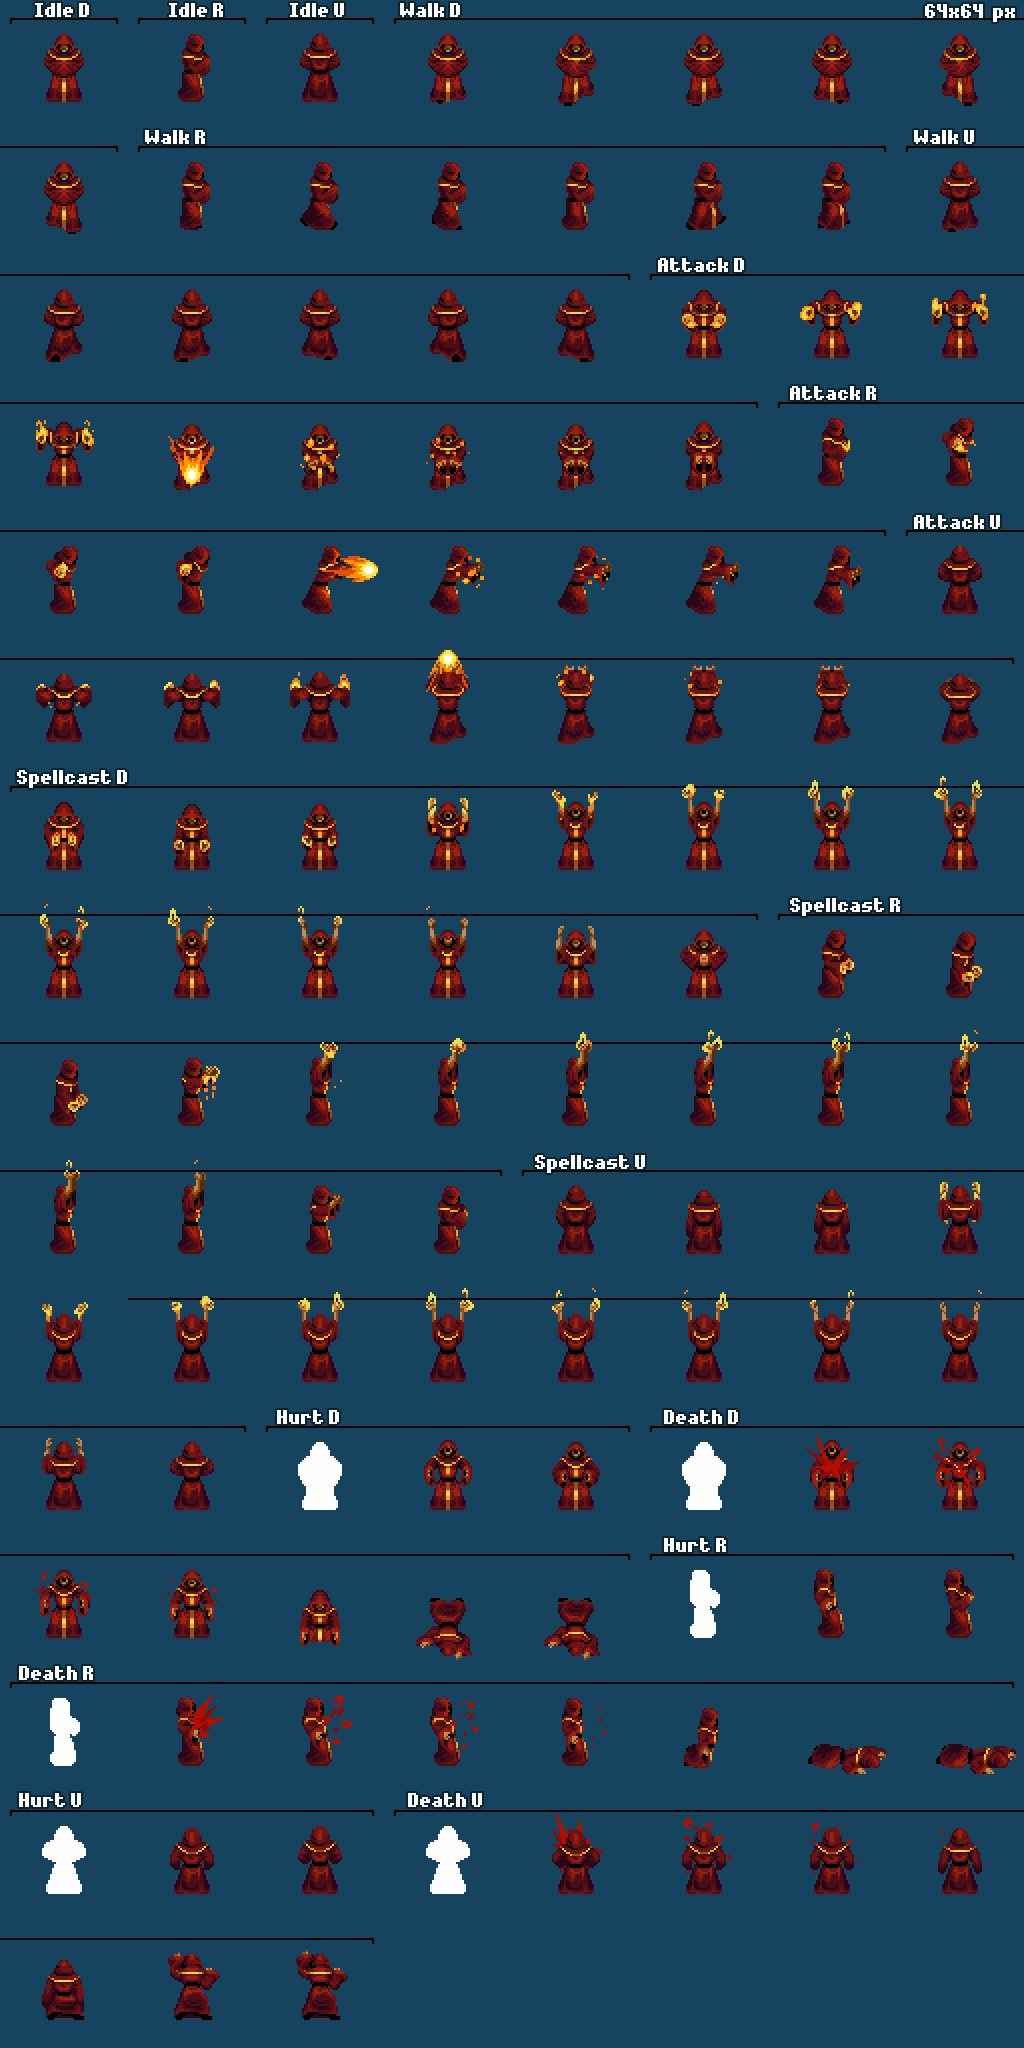 Idle D
Idle R
Idle U
Walk D
64x64 px
Walk R
Walk U
Attack D
Attack R
Attack U
Spellcast D
Spellcast R
Spellcast U
Hurt D
Death D
Hurt R
Death R
Hurt U
Death U